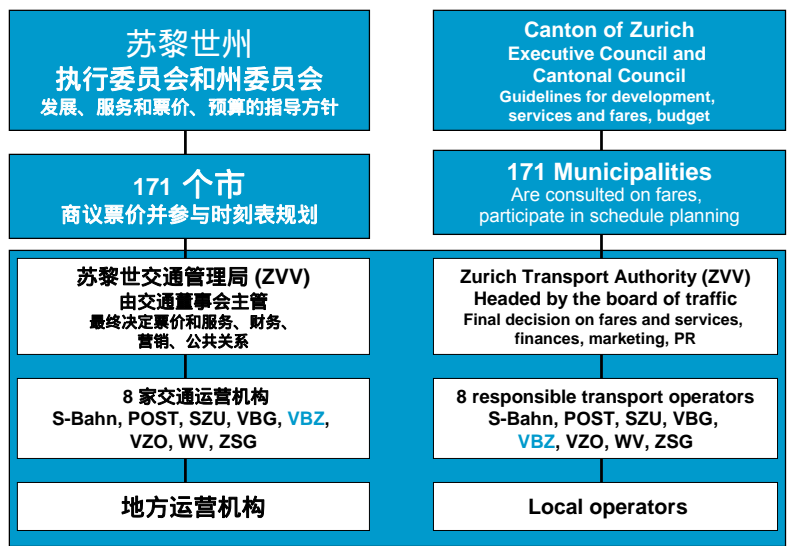 苏黎世州
执行委员会和州委员会
发展、服务和票价、预算的指导方针
171 个市
商议票价并参与时刻表规划
苏黎世交通管理局 (ZVV)
由交通董事会主管
最终决定票价和服务、财务、
营销、公共关系
8 家交通运营机构
S-Bahn, POST, SZU, VBG, VBZ,
VZO, WV, ZSG
地方运营机构
Canton of Zurich
Executive Council and
Cantonal Council
Guidelines for development,
services and fares, budget
171 Municipalities
Are consulted on fares,
participate in schedule planning
Zurich Transport Authority (ZVV)
Headed by the board of traffic
Final decision on fares and services,
finances, marketing, PR
8 responsible transport operators
S-Bahn, POST, SZU, VBG,
VBZ, VZO, WV, ZSG
Local operators